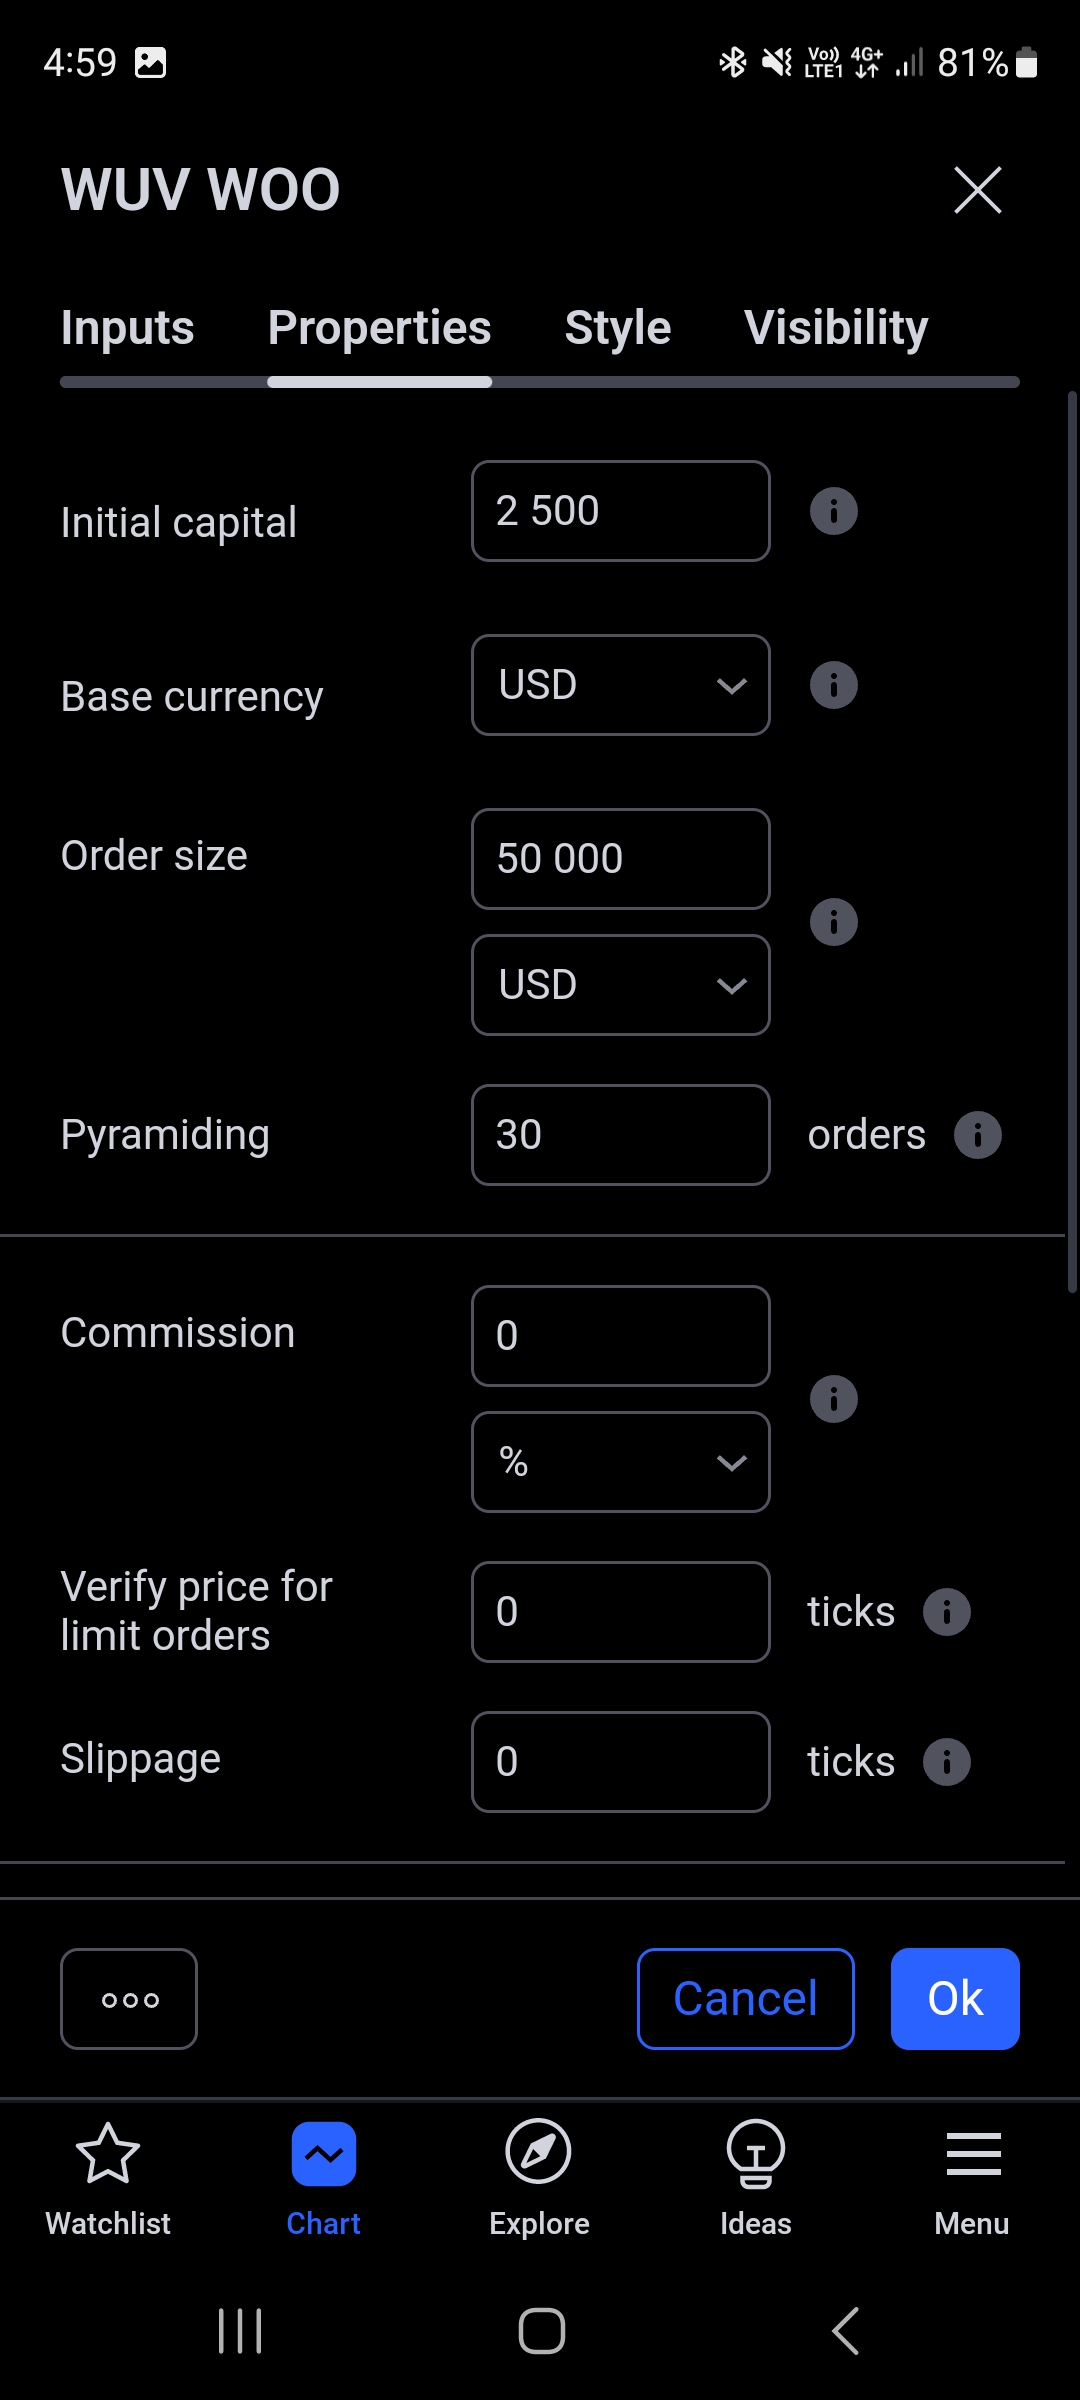 4:59 Vo)) LTE1 4G+ 81%
WUV WOO
Inputs Properties Style Visibility
Initial capital 2 500
Base currency USD
Order size 50 000
USD
Pyramiding 30 orders
Commission 0
%
Verify price for
limit orders 0 ticks
Slippage 0 ticks
Cancel Ok
Watchlist Chart Explore Ideas Menu